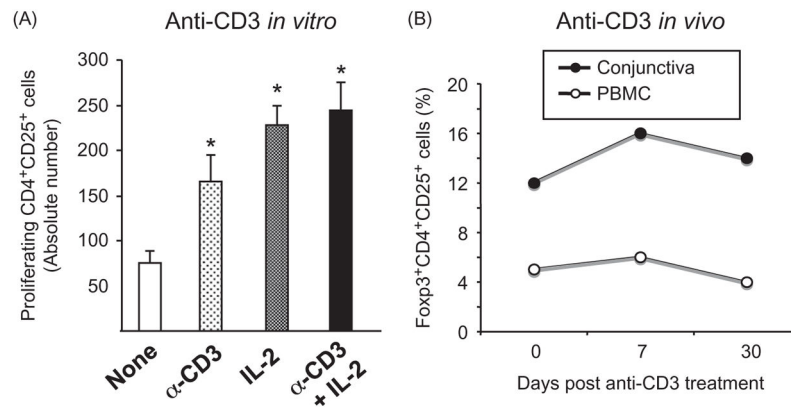 (A) Anti-CD3 in vitro
Proliferating CD4+CD25+ cells
(Absolute number)
300
250
200
150
100
50
*
*
*
None
α-CD3
IL-2
α-CD3
+ IL-2
(B) Anti-CD3 in vivo
Conjunctiva
PBMC
Foxp3+CD4+CD25+ cells (%)
20
16
12
8
4
0
0 7 30
Days post anti-CD3 treatment